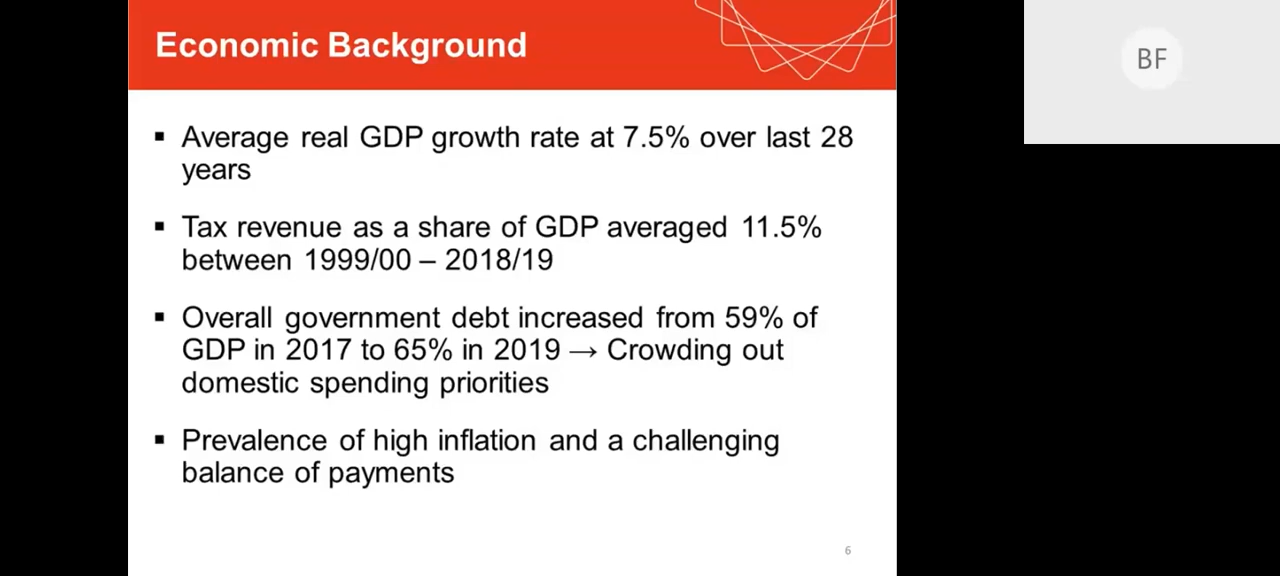 Economic Background
BF
▪ Average real GDP growth rate at 7.5% over last 28
years
▪ Tax revenue as a share of GDP averaged 11.5%
between 1999/00 – 2018/19
▪ Overall government debt increased from 59% of
GDP in 2017 to 65% in 2019 → Crowding out
domestic spending priorities
▪ Prevalence of high inflation and a challenging
balance of payments
6